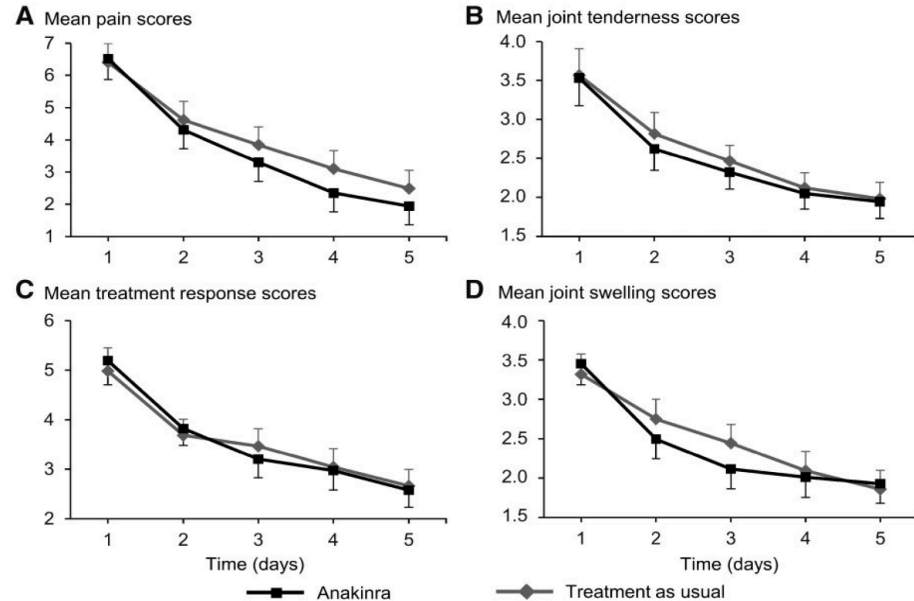 A Mean pain scores
7
6
5
4
3
2
1
1 2 3 4 5
B Mean joint tenderness scores
4.0
3.5
3.0
2.5
2.0
1.5
1 2 3 4 5
C Mean treatment response scores
6
5
4
3
2
1 2 3 4 5
Time (days)
D Mean joint swelling scores
4.0
3.5
3.0
2.5
2.0
1.5
1 2 3 4 5
Time (days)
Anakinra
Treatment as usual